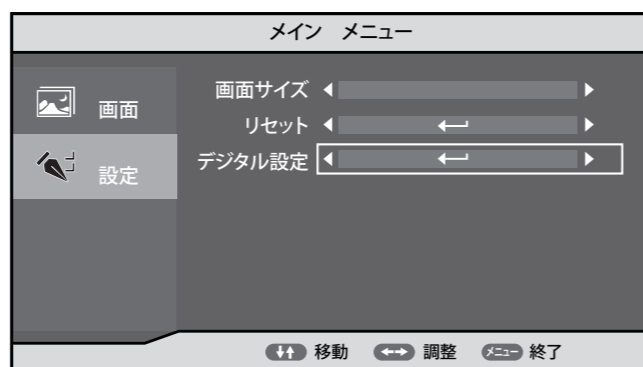 メイン メニュー
画面
設定
画面サイズ
リセット
デジタル設定
移動 調整 メニュー 終了